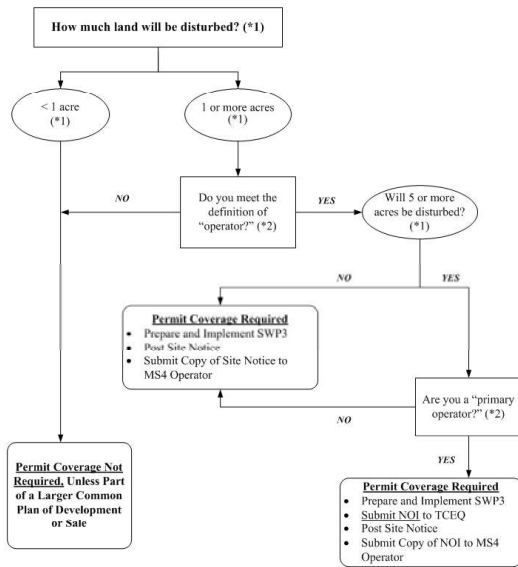 How much land will be disturbed? (*1)
< 1 acre
(*1)
1 or more acres
(*1)
Do you meet the
definition of
“operator?” (*2)
NO
YES
Will 5 or more
acres be disturbed?
(*1)
NO
YES
Permit Coverage Required
• Prepare and Implement SWP3
• Post Site Notice
• Submit Copy of Site Notice to
MS4 Operator
Are you a “primary
operator?” (*2)
NO
YES
Permit Coverage Not
Required, Unless Part
of a Larger Common
Plan of Development
or Sale
Permit Coverage Required
• Prepare and Implement SWP3
• Submit NOI to TCEQ
• Post Site Notice
• Submit Copy of NOI to MS4
Operator